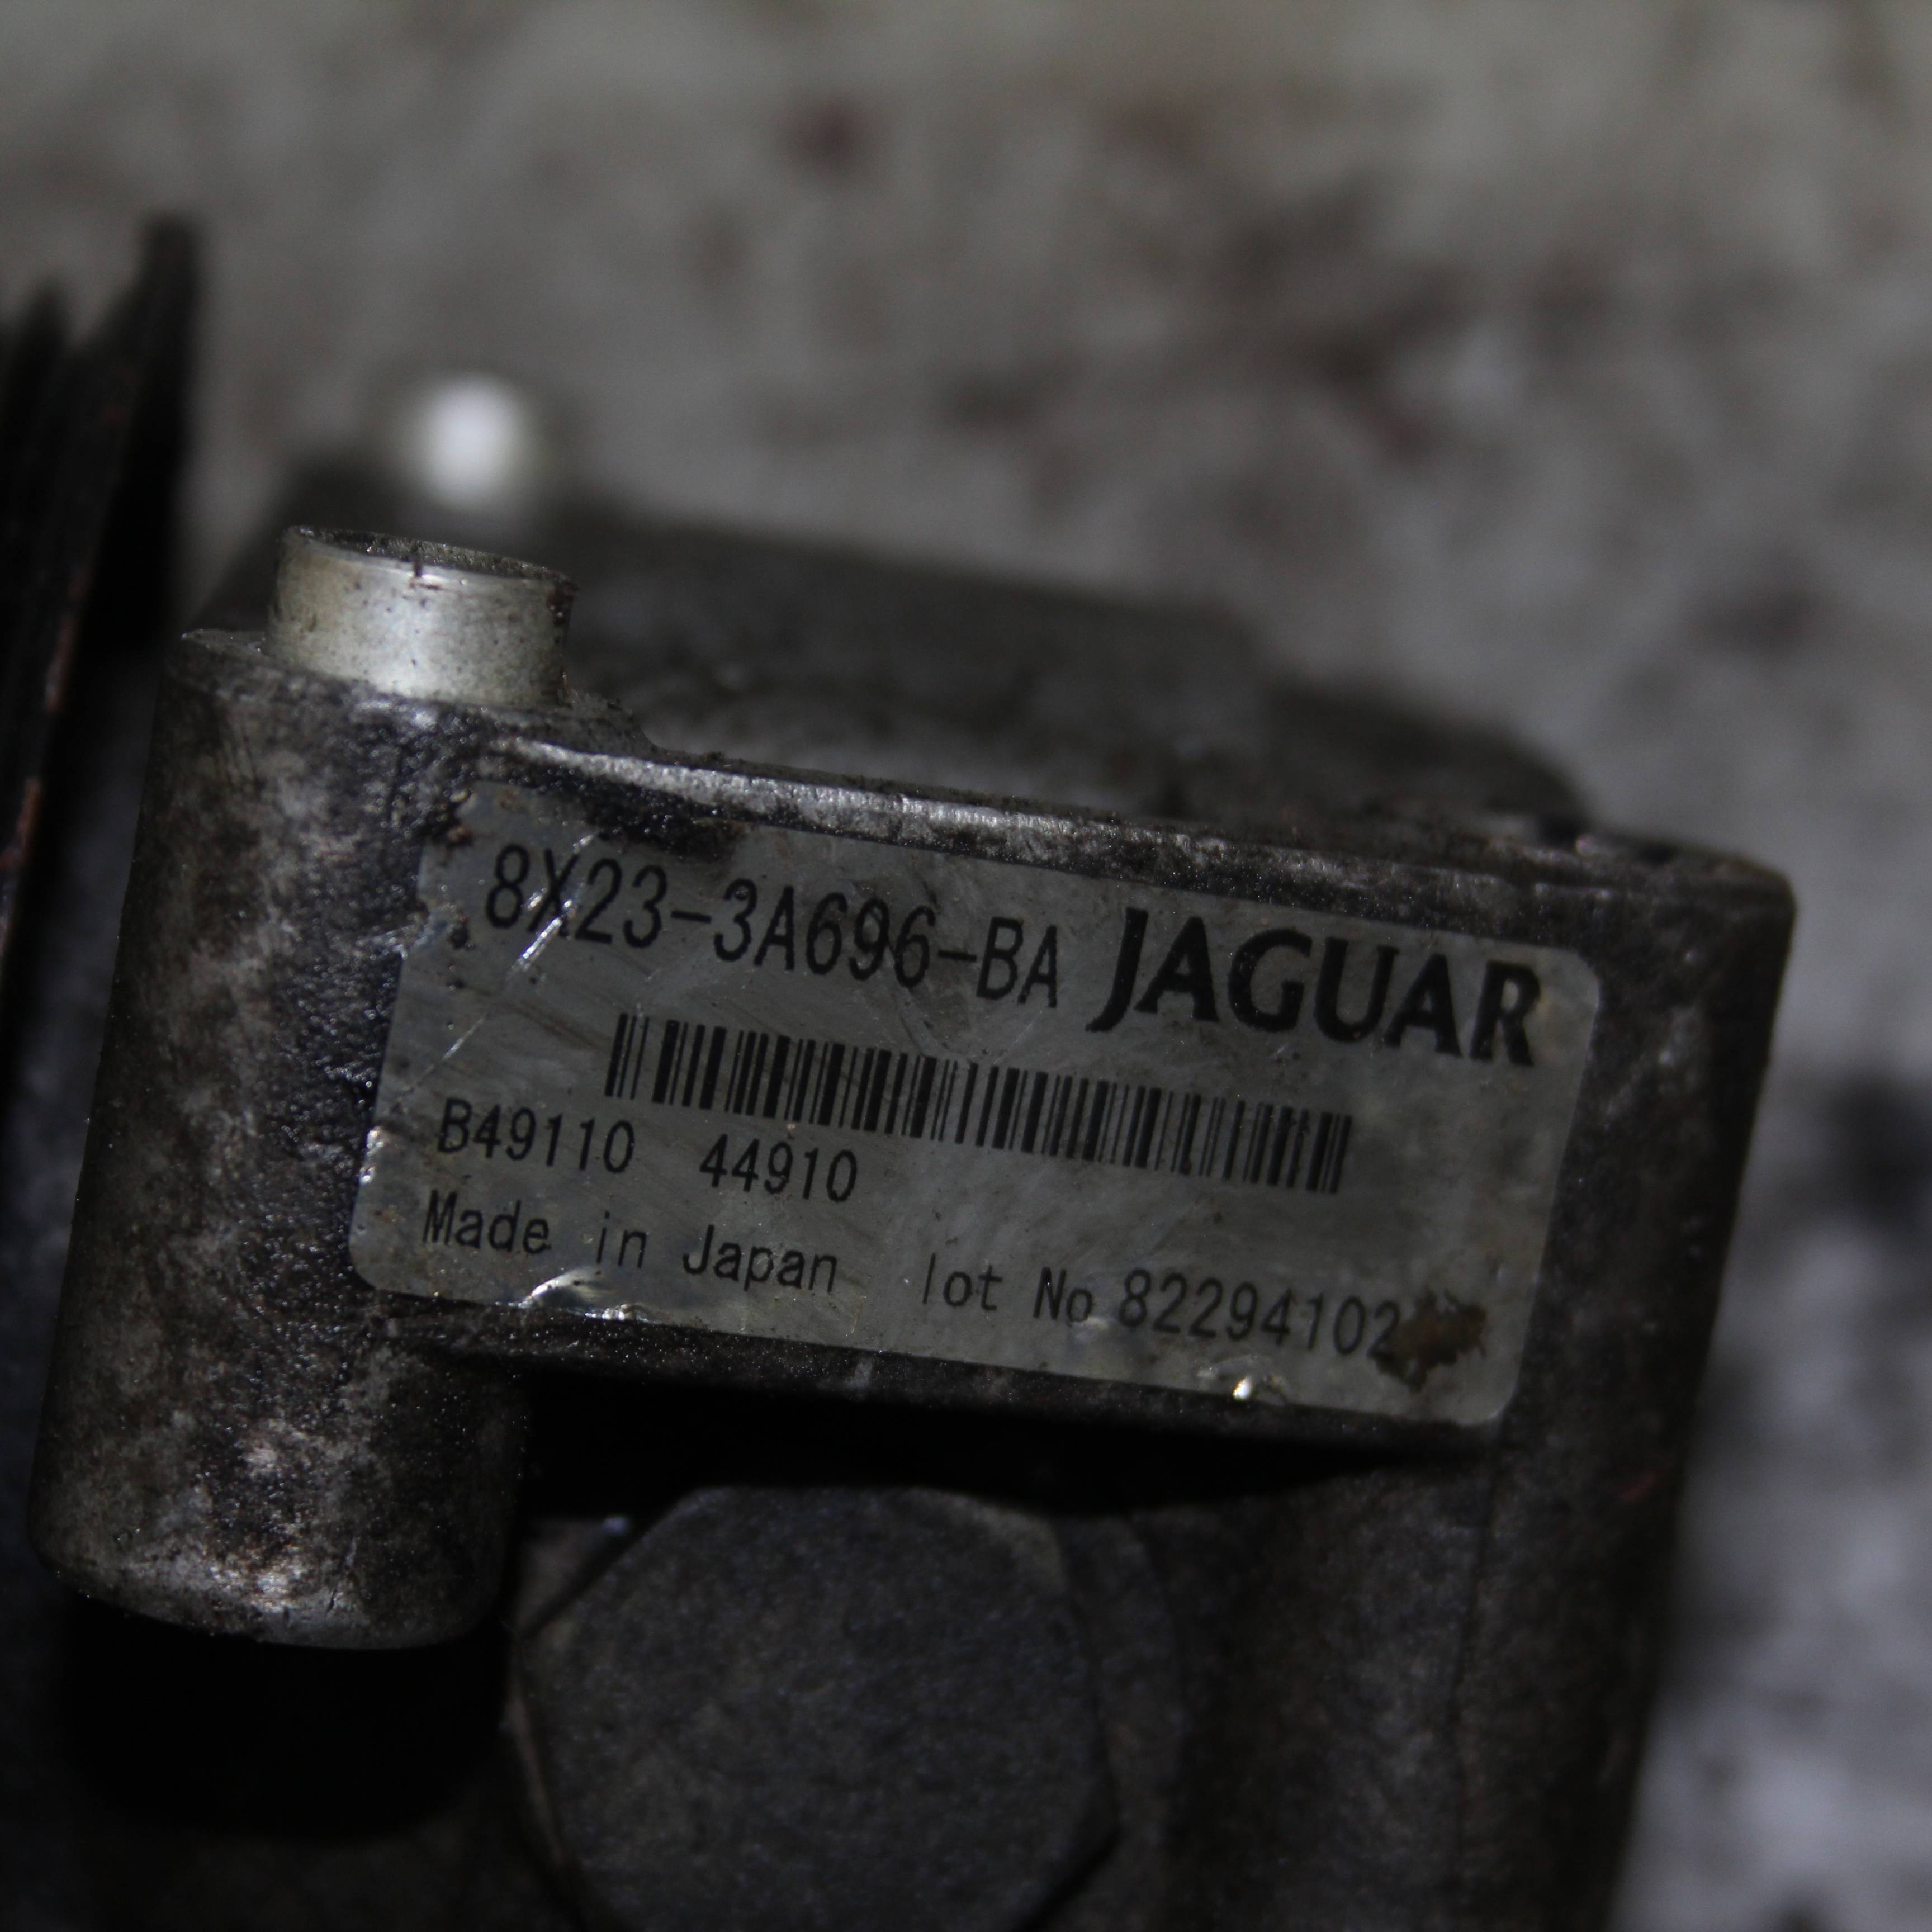 8X23-3A696-BA JAGUAR
B49110 44910
Made in Japan lot No 82294102